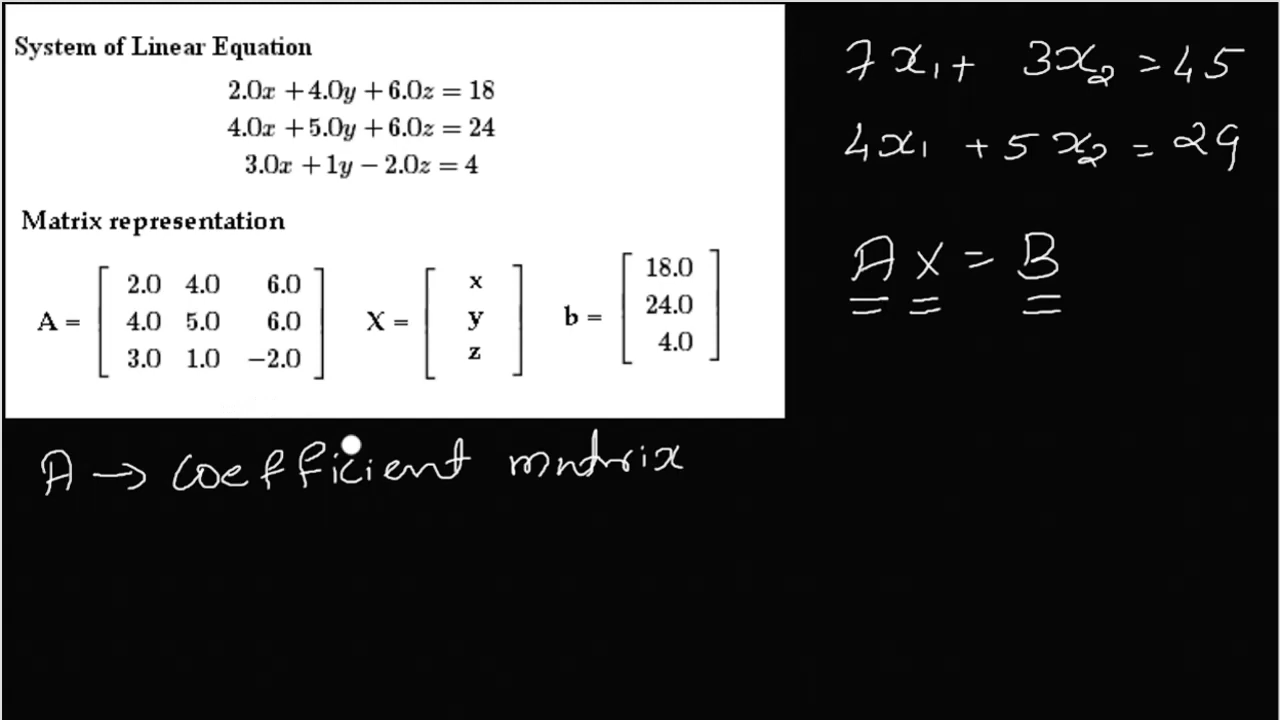 System of Linear Equation
2.0x + 4.0y + 6.0z = 18
4.0x + 5.0y + 6.0z = 24
3.0x + 1y − 2.0z = 4
Matrix representation
A = [ 2.0 4.0 6.0
4.0 5.0 6.0
3.0 1.0 −2.0 ]
X = [ x
y
z ]
b = [ 18.0
24.0
4.0 ]
A → coefficient matrix
7x₁ + 3x₂ = 45
4x₁ + 5x₂ = 29
A X = B